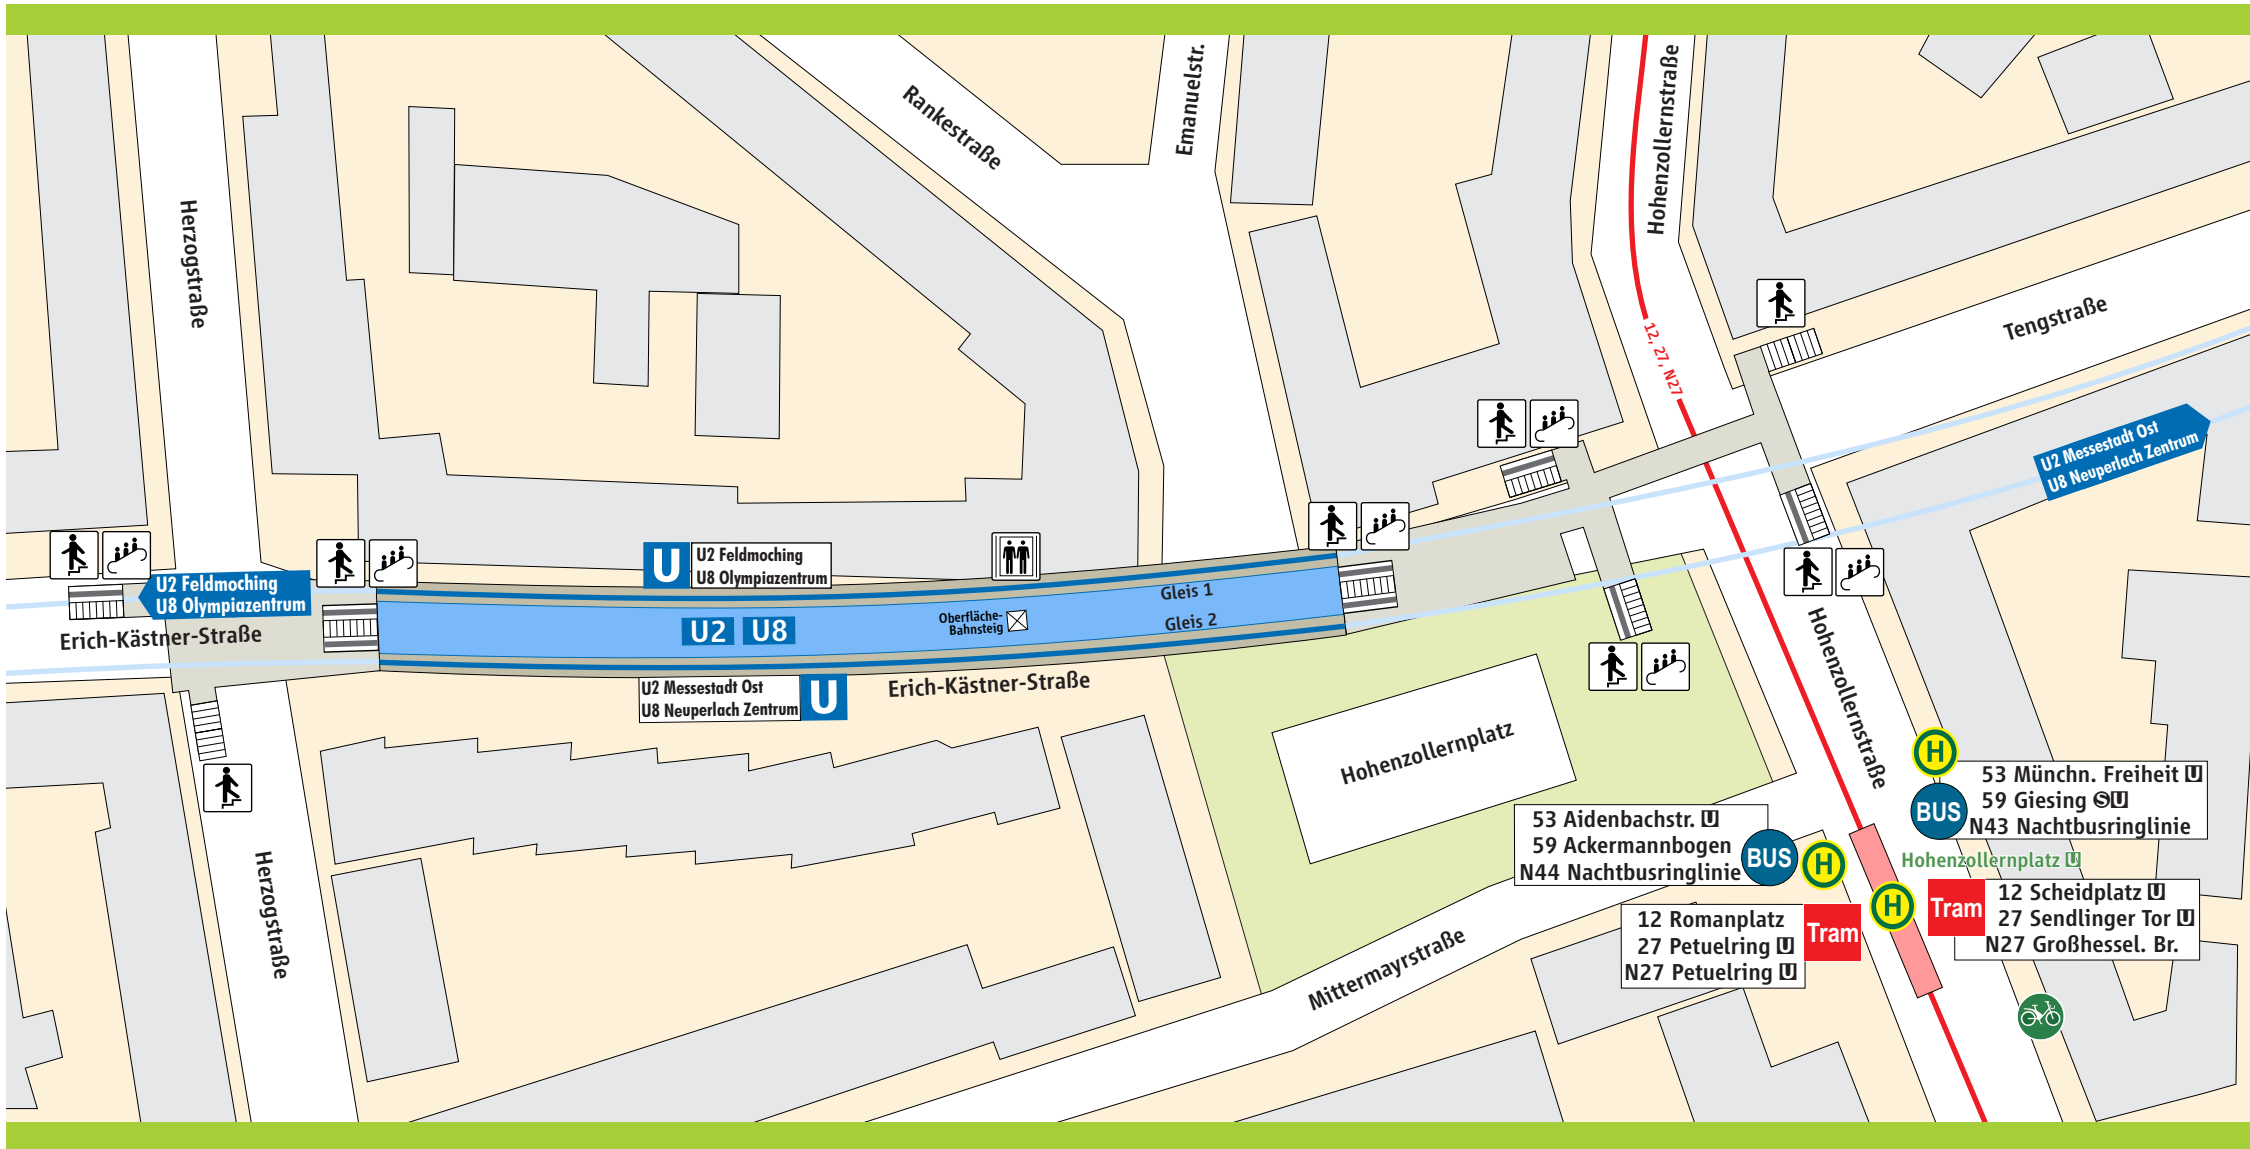 Rankestraße
Emanuelstr.
Hohenzollernstraße
Herzogstraße
12, 27, N27
Tengstraße
U2 Messestadt Ost
U8 Neuperlach Zentrum
U
U2 Feldmoching
U8 Olympiazentrum
U2 Feldmoching
U8 Olympiazentrum
Gleis 1
Gleis 2
Oberfläche-
Bahnsteig
U2 U8
Erich-Kästner-Straße
U2 Messestadt Ost
U8 Neuperlach Zentrum
U
Erich-Kästner-Straße
Hohenzollernplatz
Hohenzollernstraße
H
53 Münchn. Freiheit U
59 Giesing S U
N43 Nachtbusringlinie
BUS
53 Aidenbachstr. U
59 Ackermannbogen
N44 Nachtbusringlinie
BUS
H
Hohenzollernplatz U
H
Tram
12 Scheidplatz U
27 Sendlinger Tor U
N27 Großhessel. Br.
12 Romanplatz
27 Petuelring U
N27 Petuelring U
Tram
Herzogstraße
Mittermayrstraße